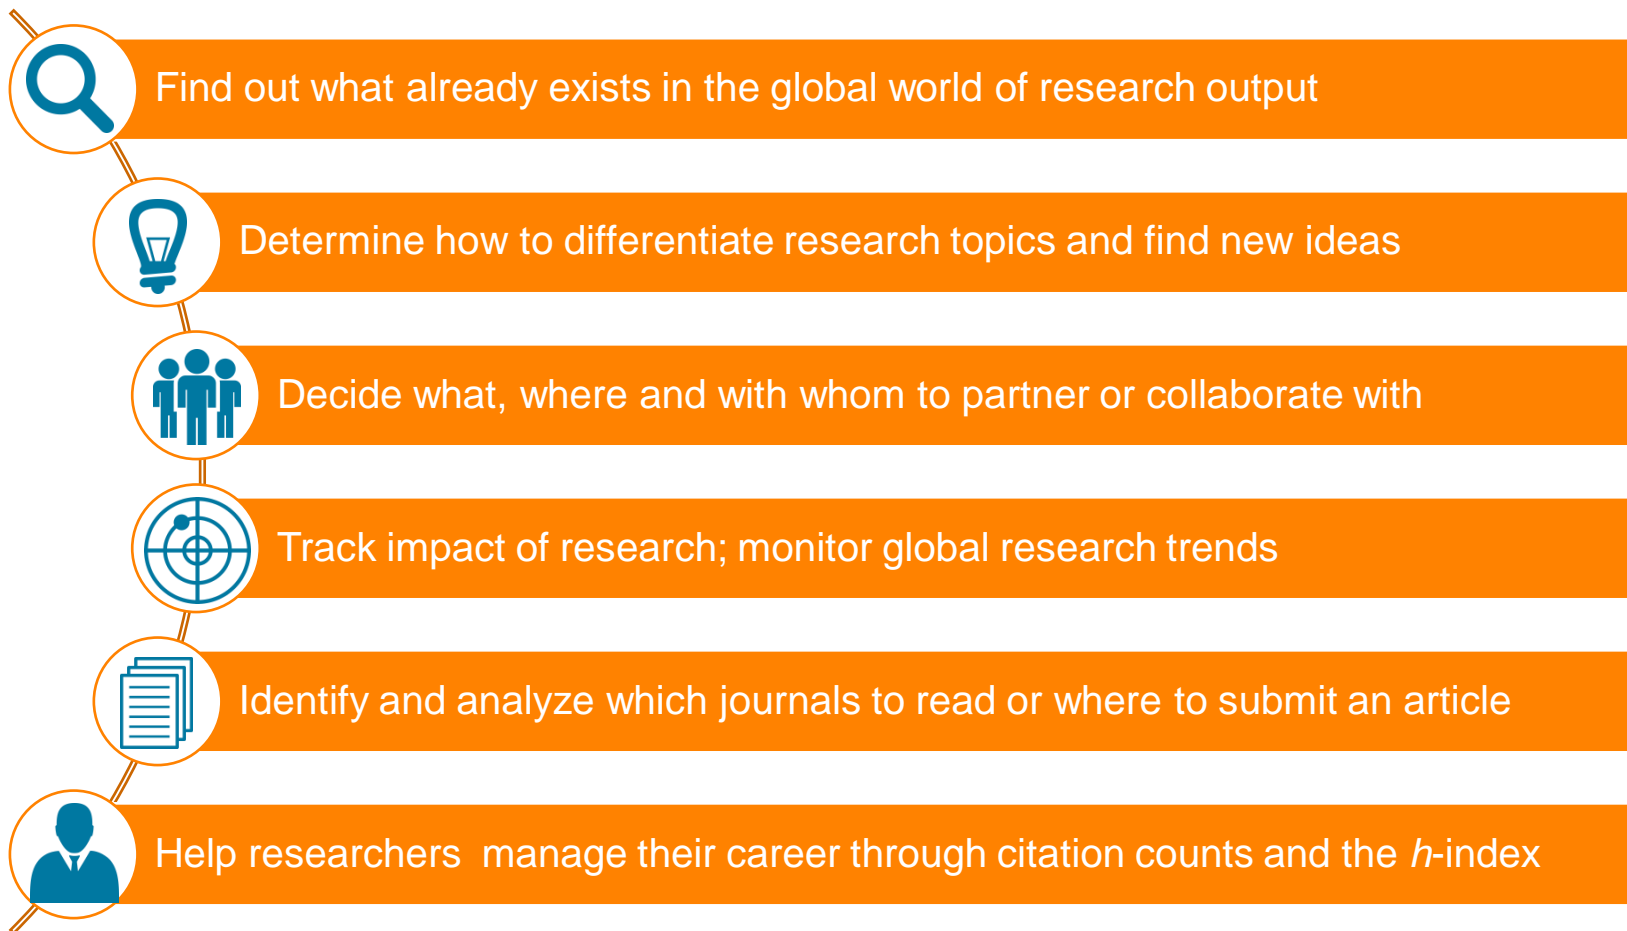 Find out what already exists in the global world of research output
Determine how to differentiate research topics and find new ideas
Decide what, where and with whom to partner or collaborate with
Track impact of research; monitor global research trends
Identify and analyze which journals to read or where to submit an article
Help researchers  manage their career through citation counts and the h-index